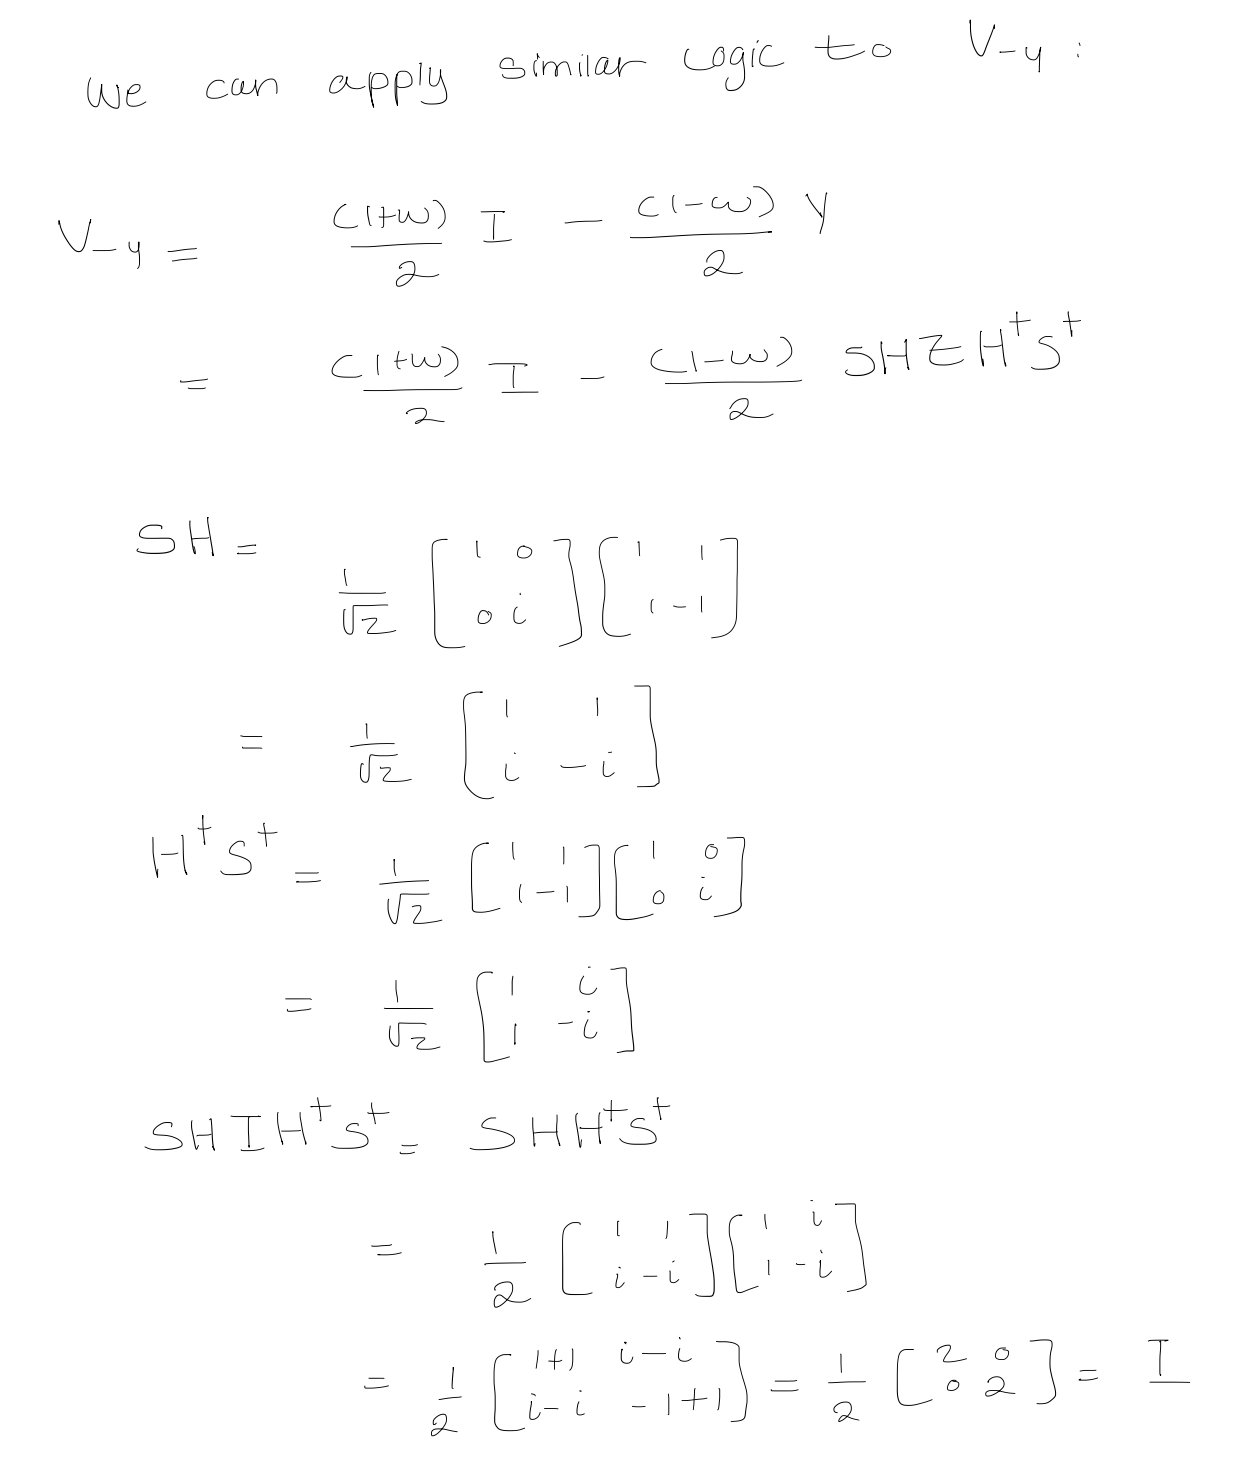 we can apply similar logic to V_{-y} :
V_{-y} = \frac{(1+ω)}{2} I - \frac{(1-ω)}{2} Y
= \frac{(1+ω)}{2} I - \frac{(1-ω)}{2} SHZH^†S^†
SH = \frac{1}{\sqrt{2}} \begin{bmatrix} 1 & 0 \\ 0 & i \end{bmatrix} \begin{bmatrix} 1 & 1 \\ 1 & -1 \end{bmatrix}
= \frac{1}{\sqrt{2}} \begin{bmatrix} 1 & 1 \\ i & -i \end{bmatrix}
H^†S^† = \frac{1}{\sqrt{2}} \begin{bmatrix} 1 & 1 \\ 1 & -1 \end{bmatrix} \begin{bmatrix} 1 & 0 \\ 0 & i \end{bmatrix}
= \frac{1}{\sqrt{2}} \begin{bmatrix} 1 & i \\ 1 & -i \end{bmatrix}
SHIH^†S^† = SHH^†S^†
= \frac{1}{2} \begin{bmatrix} 1 & 1 \\ i & -i \end{bmatrix} \begin{bmatrix} 1 & i \\ 1 & -i \end{bmatrix}
= \frac{1}{2} \begin{bmatrix} 1+1 & i-i \\ i-i & -1+1 \end{bmatrix} = \frac{1}{2} \begin{bmatrix} 2 & 0 \\ 0 & 2 \end{bmatrix} = I